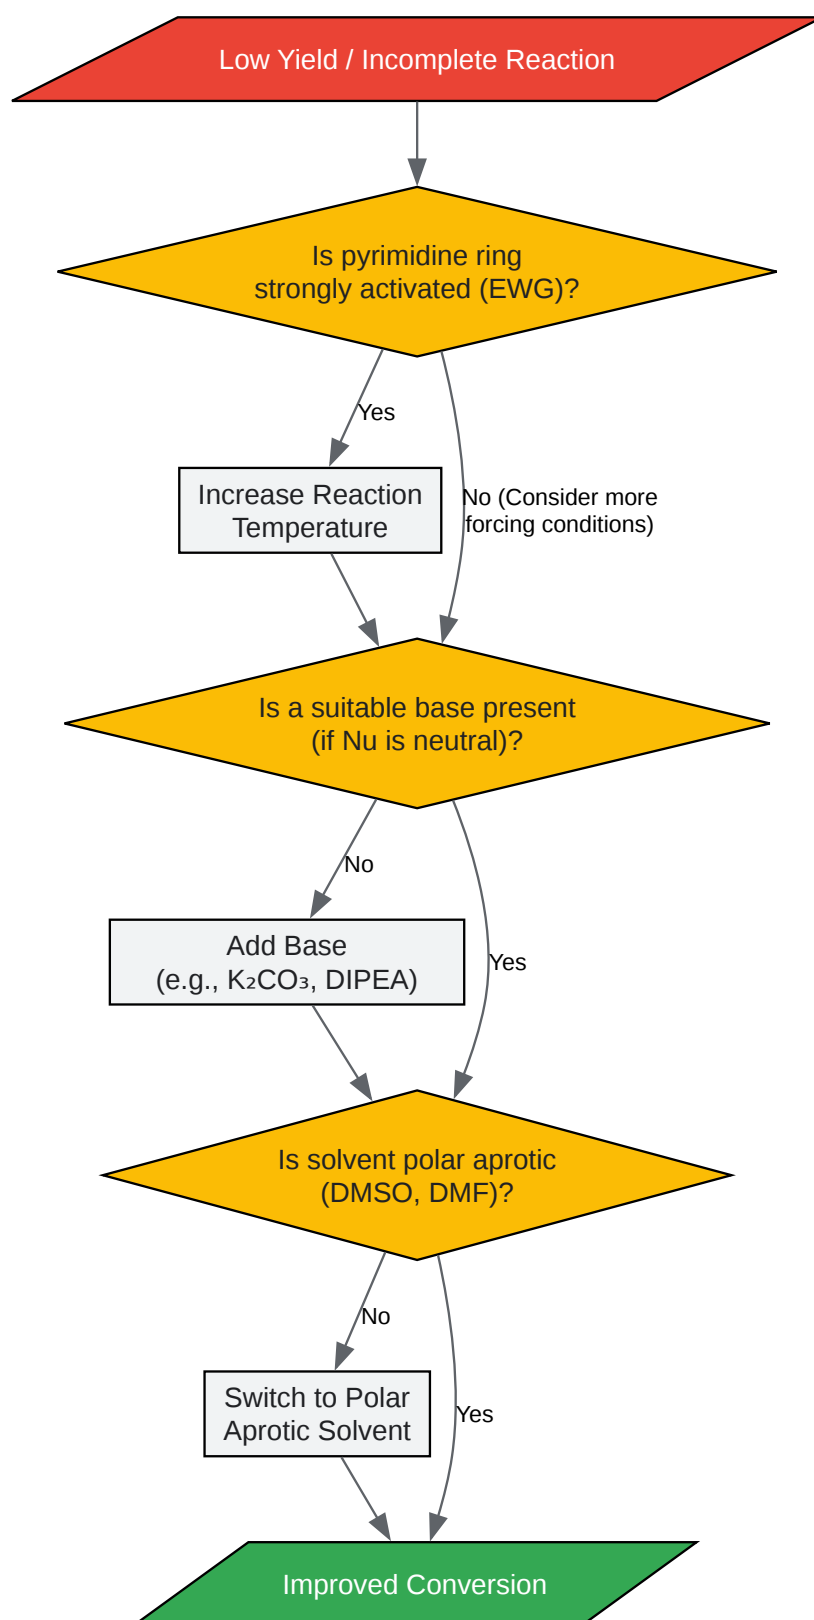 Low Yield / Incomplete Reaction
Is pyrimidine ring
strongly activated (EWG)?
Yes
Increase Reaction
Temperature
No (Consider more
forcing conditions)
Is a suitable base present
(if Nu is neutral)?
No
Add Base
(e.g., K₂CO₃, DIPEA)
Yes
Is solvent polar aprotic
(DMSO, DMF)?
No
Switch to Polar
Aprotic Solvent
Yes
Improved Conversion